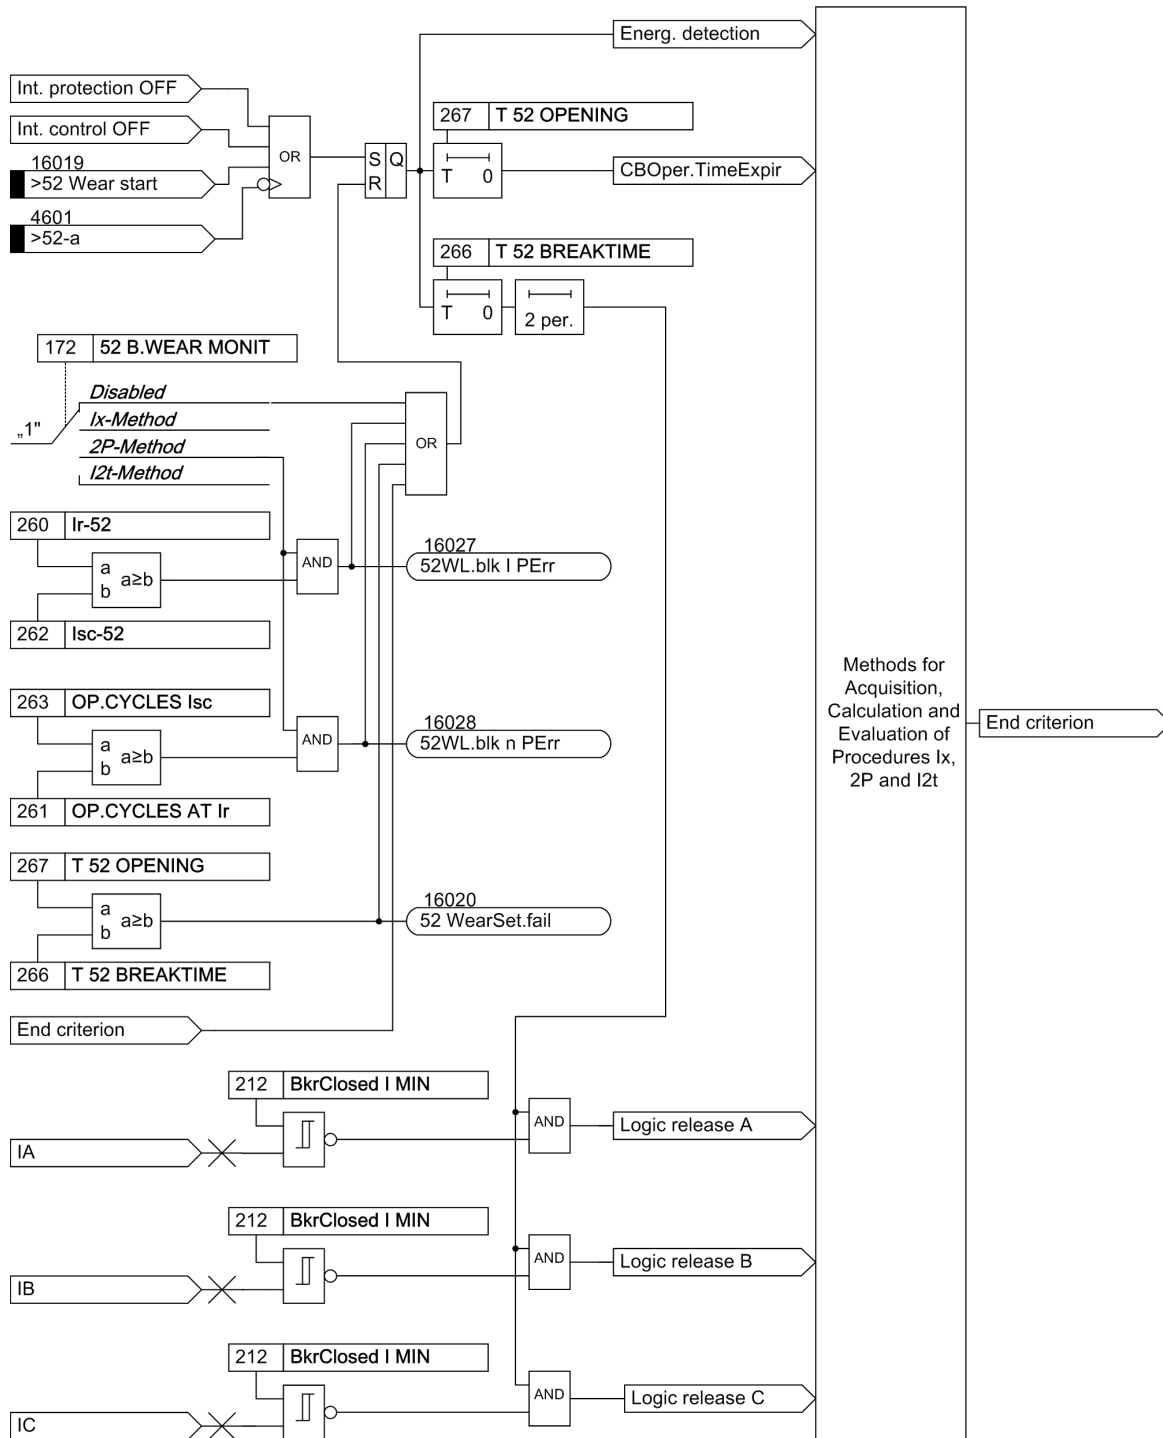 Energ. detection
Int. protection OFF
267 T 52 OPENING
Int. control OFF
OR
S Q
R
T 0
CBOper.TimeExpir
16019
>52 Wear start
4601
>52-a
266 T 52 BREAKTIME
T 0
2 per.
172 52 B.WEAR MONIT
Disabled
„1"
Ix-Method
2P-Method
I2t-Method
OR
260 Ir-52
a
b
a≥b
AND
16027
52WL.blk I PErr
262 Isc-52
263 OP.CYCLES Isc
a
b
a≥b
AND
16028
52WL.blk n PErr
261 OP.CYCLES AT Ir
267 T 52 OPENING
a
b
a≥b
16020
52 WearSet.fail
266 T 52 BREAKTIME
End criterion
Methods for
Acquisition,
Calculation and
Evaluation of
Procedures Ix,
2P and I2t
End criterion
212 BkrClosed I MIN
IA
AND
Logic release A
212 BkrClosed I MIN
IB
AND
Logic release B
212 BkrClosed I MIN
IC
AND
Logic release C